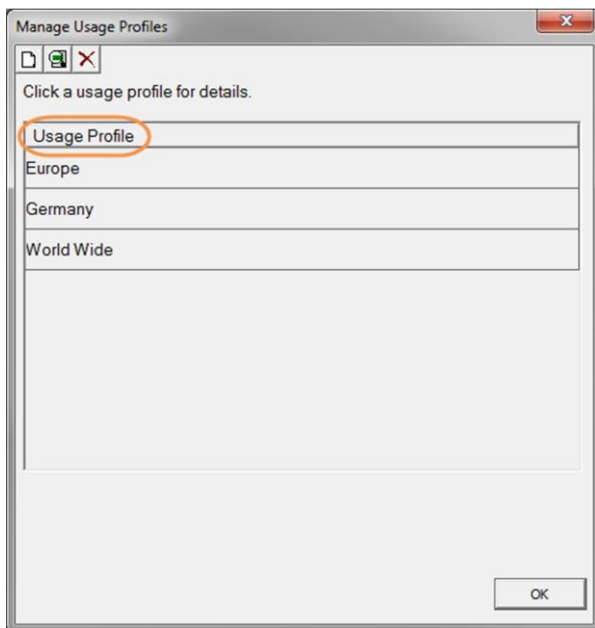 Manage Usage Profiles
Click a usage profile for details.
Usage Profile
Europe
Germany
World Wide
OK